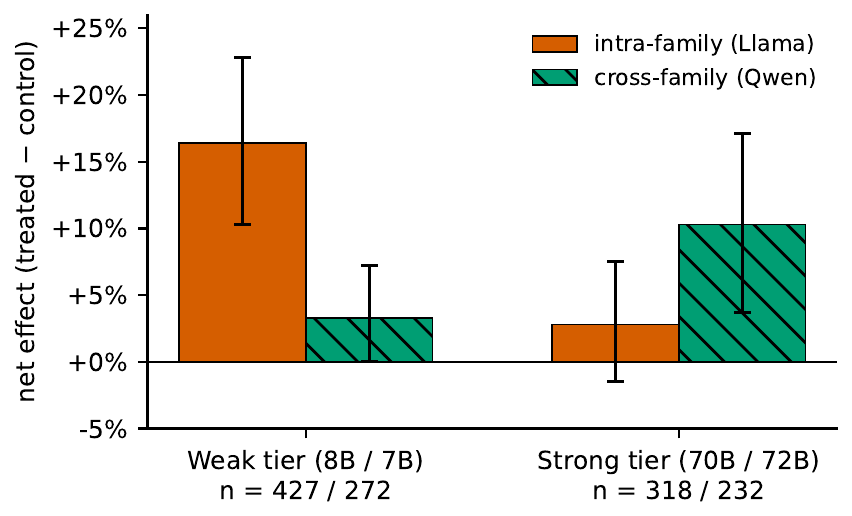 net effect (treated − control)
+25%
+20%
+15%
+10%
+5%
+0%
-5%
intra-family (Llama)
cross-family (Qwen)
Weak tier (8B / 7B)
n = 427 / 272
Strong tier (70B / 72B)
n = 318 / 232